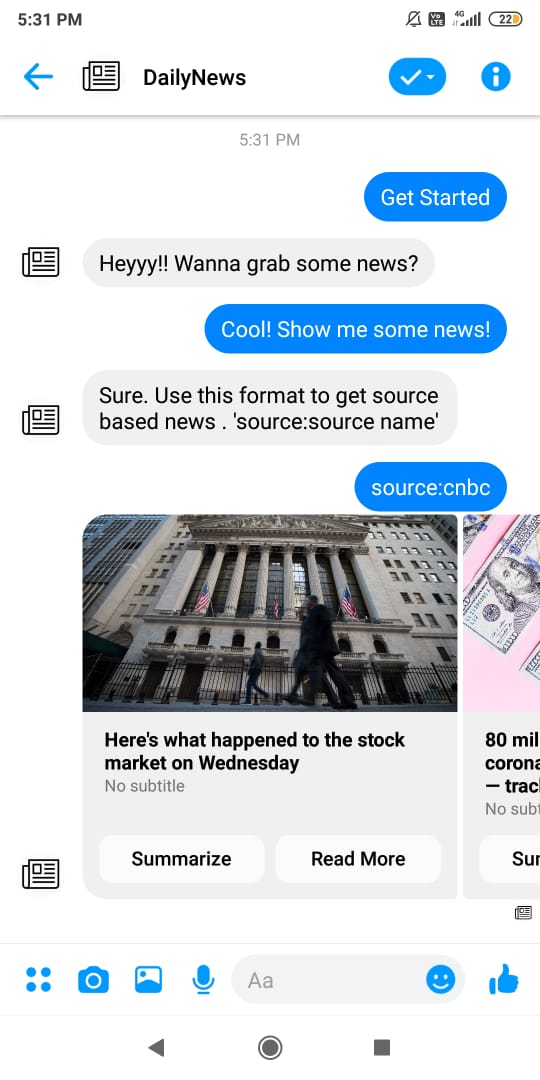 5:31 PM
Vo LTE
4G
22
DailyNews
5:31 PM
Get Started
Heyyy!! Wanna grab some news?
Cool! Show me some news!
Sure. Use this format to get source
based news . 'source:source name'
source:cnbc
Here's what happened to the stock
market on Wednesday
No subtitle
Summarize
Read More
80 mil
corona
— trac
No subt
Sur
Aa